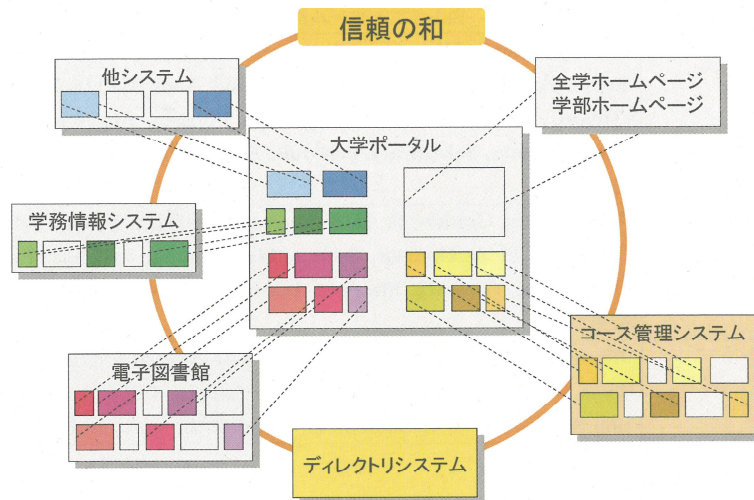 信頼の和
他システム
全学ホームページ
学部ホームページ
大学ポータル
学務情報システム
コース管理システム
電子図書館
ディレクトリシステム